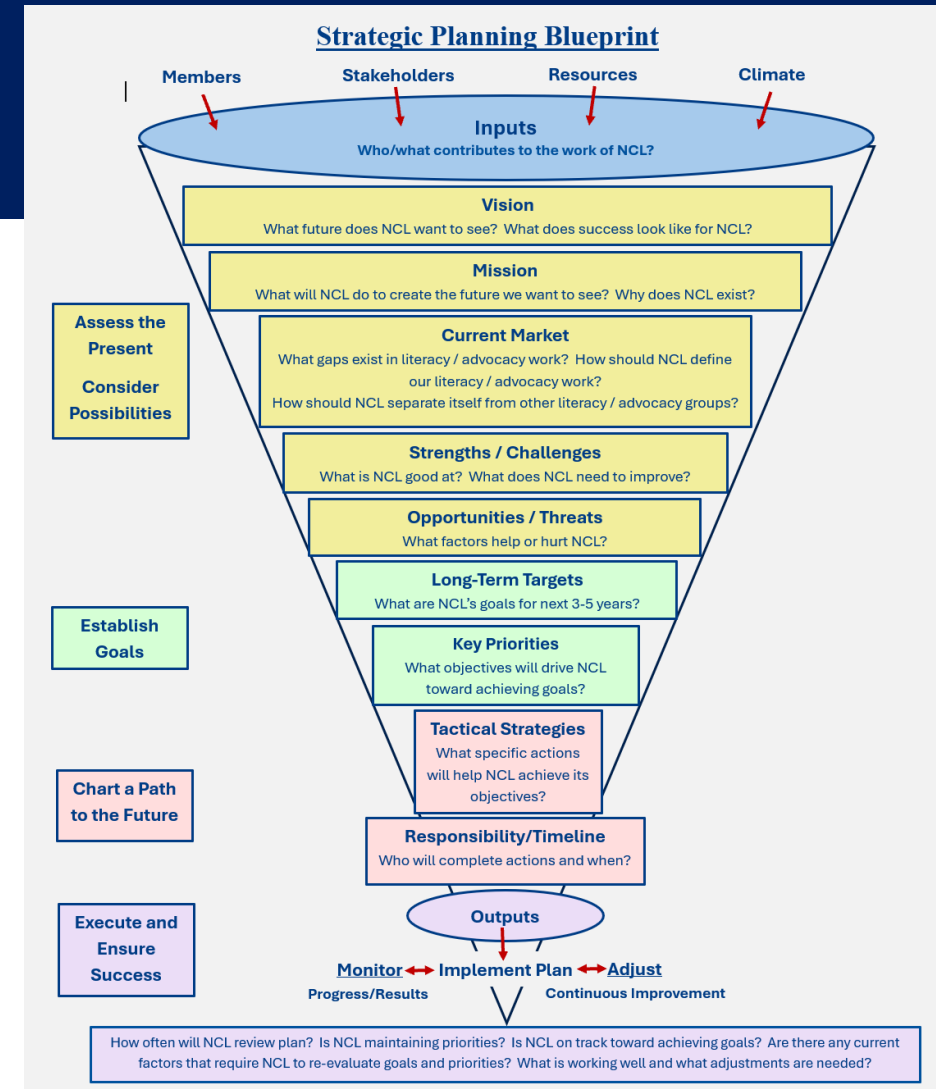 Strategic Planning Blueprint
Members
Stakeholders
Resources
Climate
Inputs
Who/what contributes to the work of NCL?
Vision
What future does NCL want to see? What does success look like for NCL?
Mission
What will NCL do to create the future we want to see? Why does NCL exist?
Assess the
Present
Consider
Possibilities
Current Market
What gaps exist in literacy / advocacy work? How should NCL define
our literacy / advocacy work?
How should NCL separate itself from other literacy / advocacy groups?
Strengths / Challenges
What is NCL good at? What does NCL need to improve?
Opportunities / Threats
What factors help or hurt NCL?
Long-Term Targets
What are NCL's goals for next 3-5 years?
Establish
Goals
Key Priorities
What objectives will drive NCL
toward achieving goals?
Tactical Strategies
What specific actions
will help NCL achieve its
objectives?
Chart a Path
to the Future
Responsibility/Timeline
Who will complete actions and when?
Execute and
Ensure
Success
Outputs
Monitor
Implement Plan
Adjust
Progress/Results
Continuous Improvement
How often will NCL review plan? Is NCL maintaining priorities? Is NCL on track toward achieving goals? Are there any current
factors that require NCL to re-evaluate goals and priorities? What is working well and what adjustments are needed?